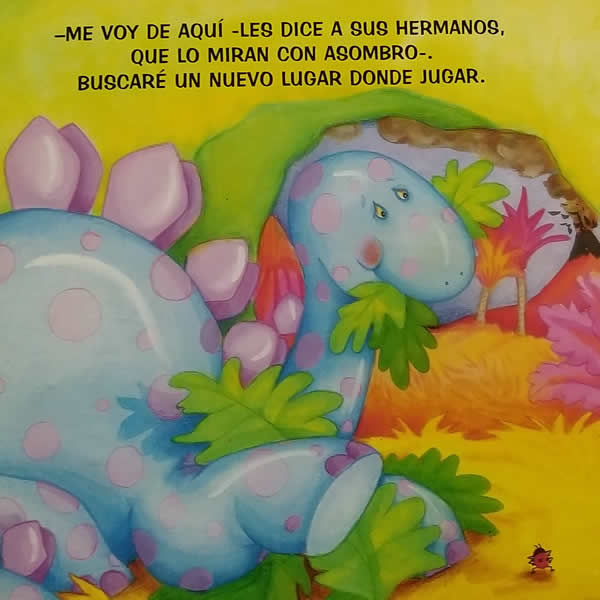 –ME VOY DE AQUÍ -LES DICE A SUS HERMANOS,
QUE LO MIRAN CON ASOMBRO-.
BUSCARÉ UN NUEVO LUGAR DONDE JUGAR.